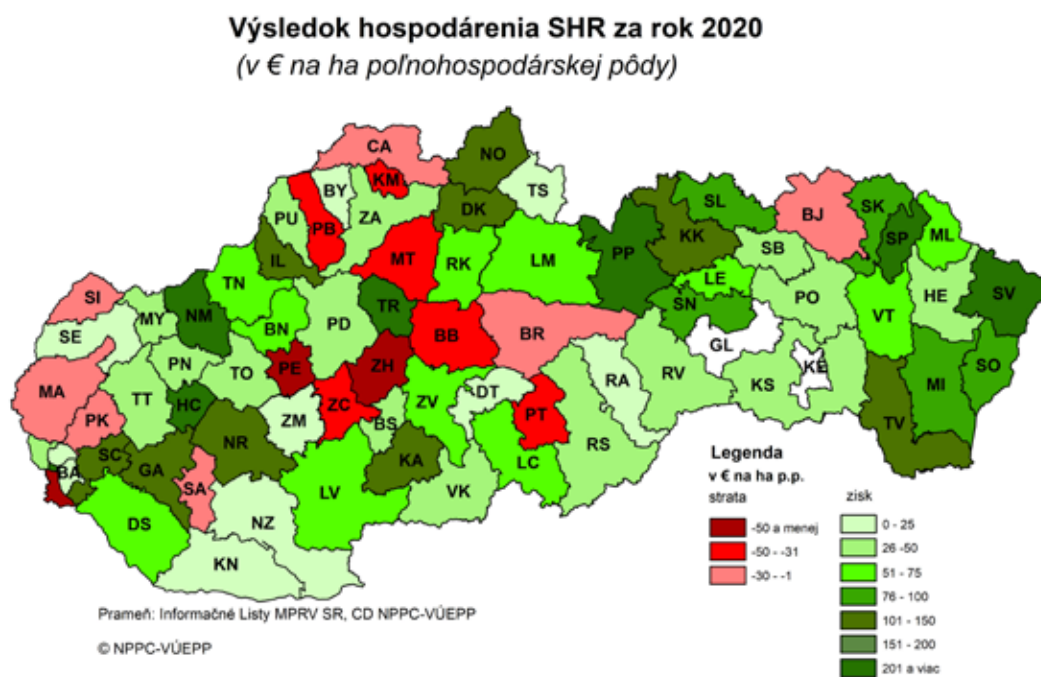 Výsledok hospodárenia SHR za rok 2020
(v € na ha poľnohospodárskej pôdy)
CA
NO
KM
BY
TS
PU
ZA
PB
DK
SL
BJ
SK
KK
SP
ML
IL
MT
RK
LM
PP
SB
TN
LE
PO
HE
SV
SI
MY
NM
TR
SN
VT
SE
BN
PD
BB
BR
GL
SO
PN
TO
PE
ZH
KE
MI
MA
TT
HC
RA
RV
KS
PK
ZM
ZC
ZV
DT
PT
TV
BS
SC
GA
NR
KA
RS
BA
LC
SA
LV
VK
DS
NZ
KN
Legenda
v € na ha p.p.
strata
zisk
-50 a menej
-50 - -31
-30 - -1
0 - 25
26 -50
51 - 75
76 - 100
101 - 150
151 - 200
201 a viac
Prameň: Informačné Listy MPRV SR, CD NPPC-VÚEPP
© NPPC-VÚEPP